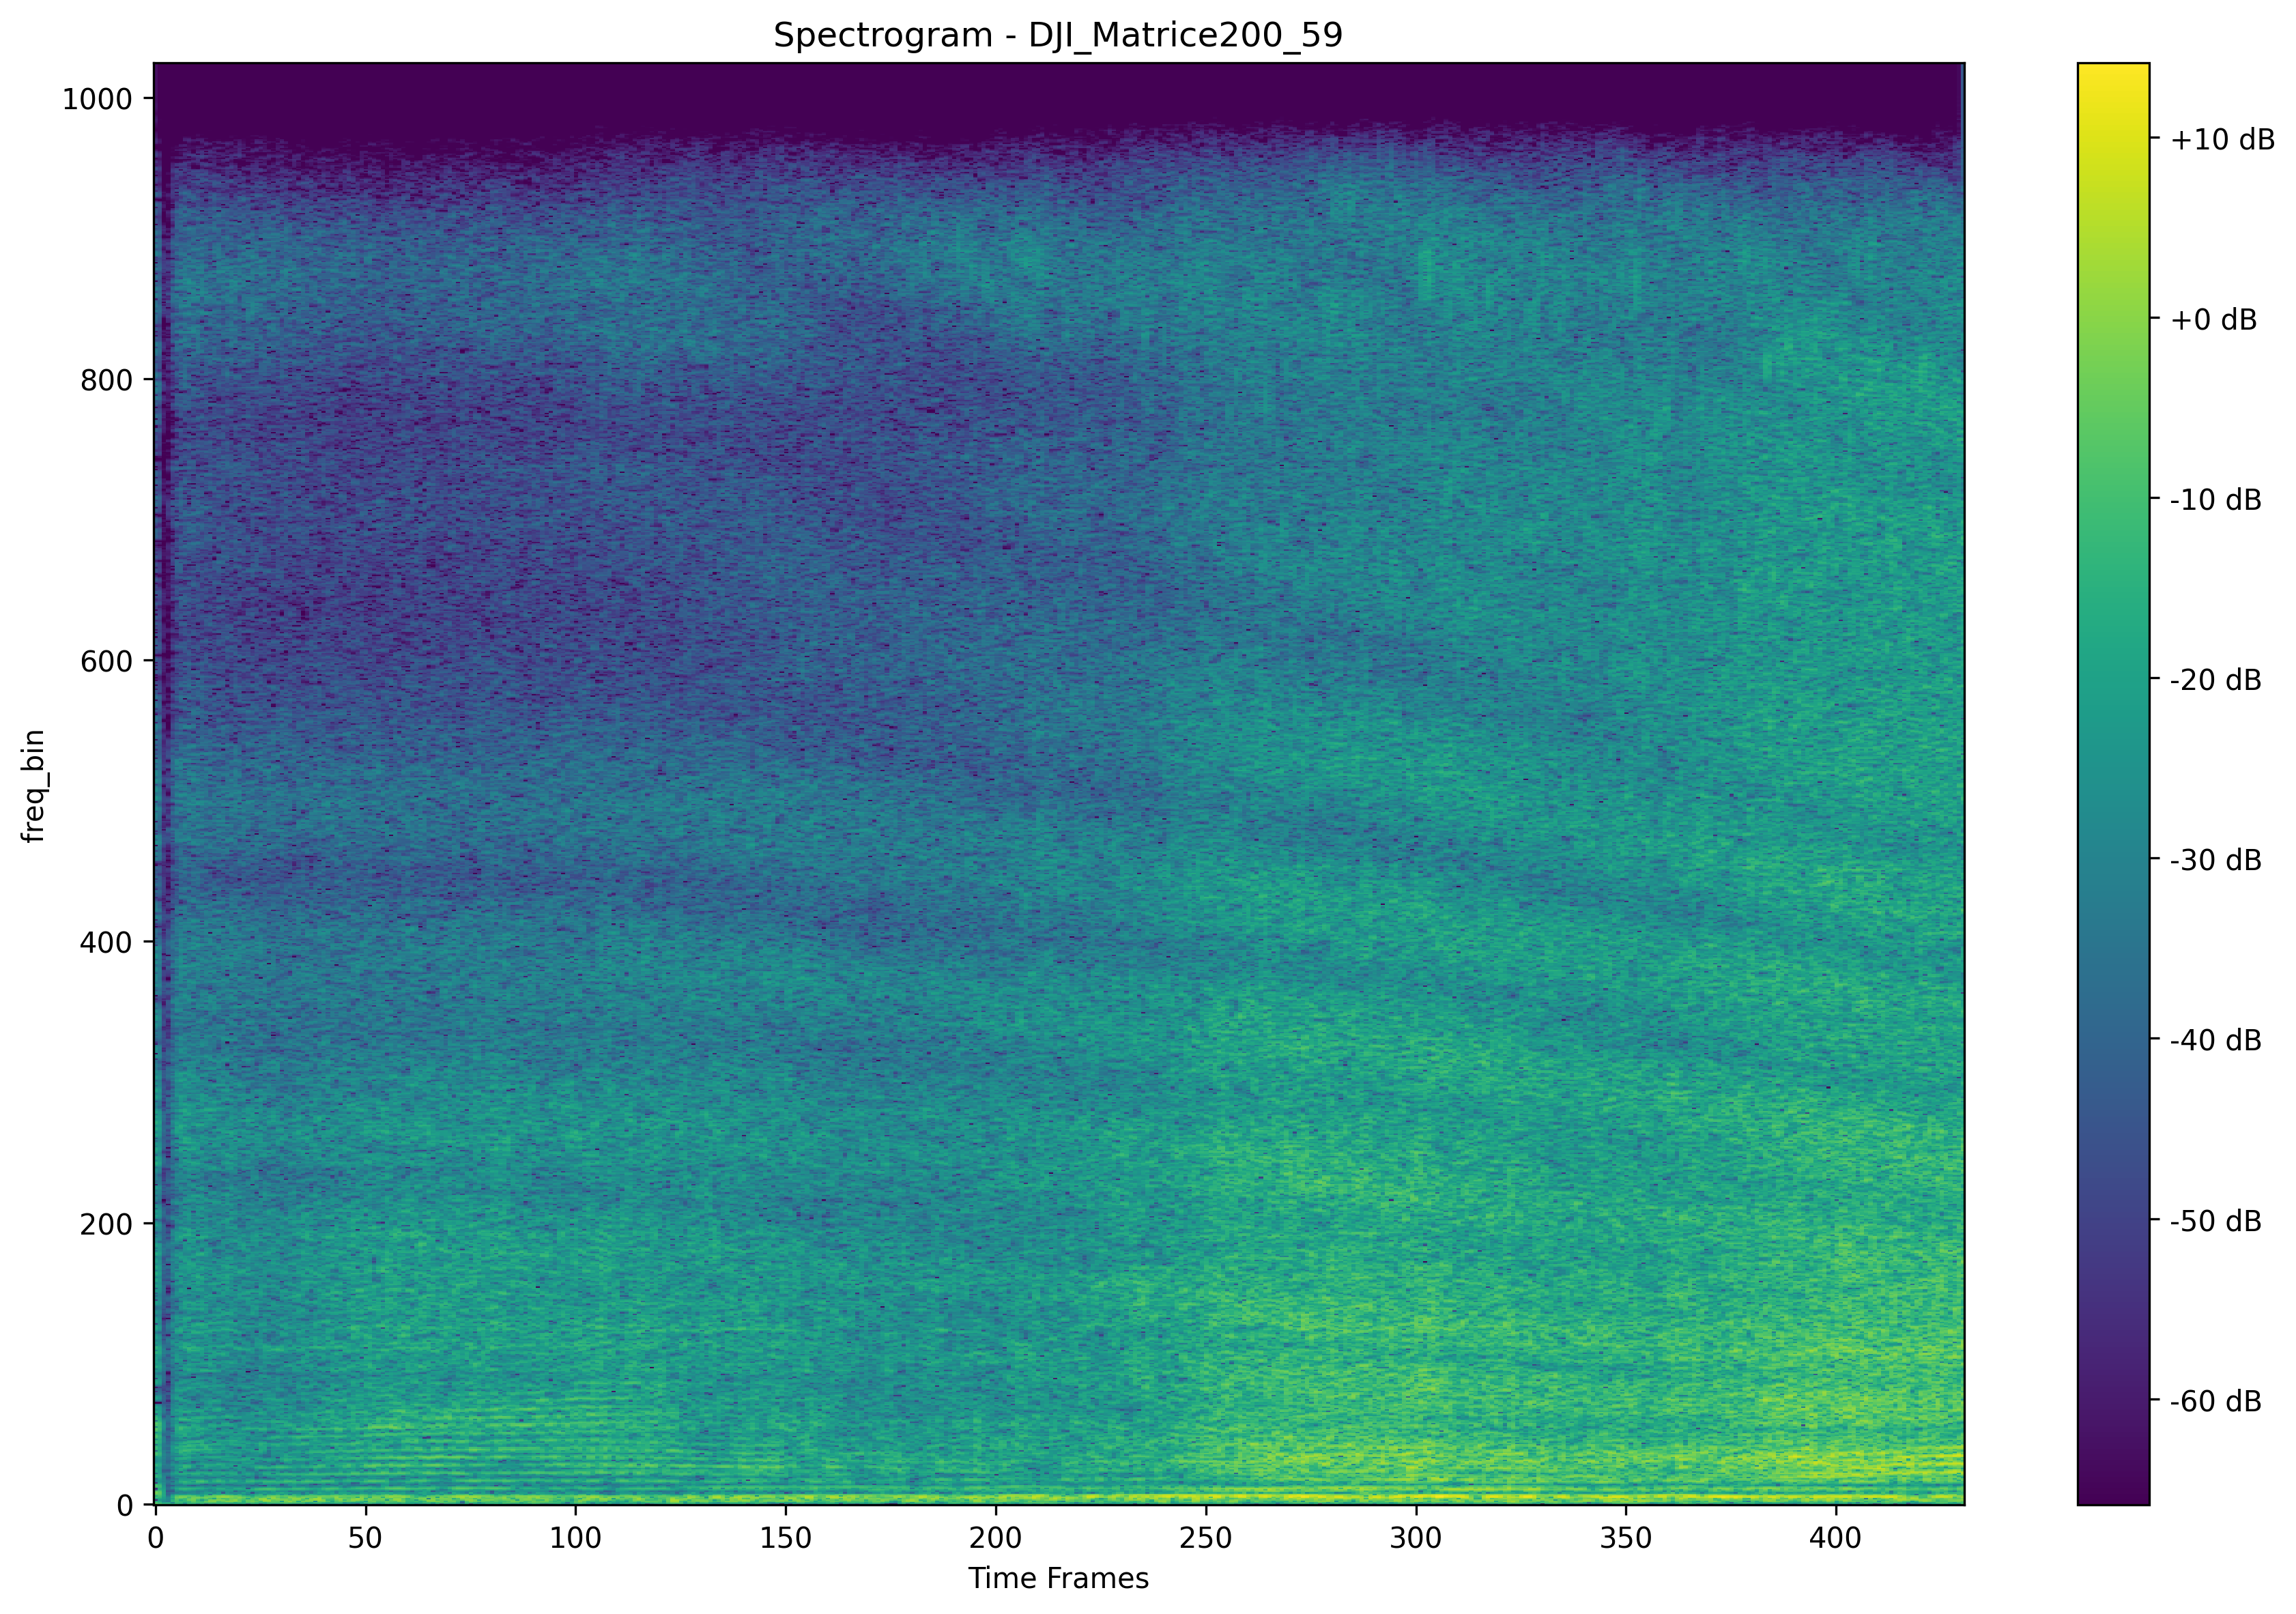 Spectrogram - DJI_Matrice200_59
freq_bin
1000
800
600
400
200
0
0 50 100 150 200 250 300 350 400
Time Frames
+10 dB
+0 dB
-10 dB
-20 dB
-30 dB
-40 dB
-50 dB
-60 dB